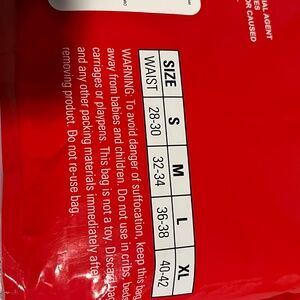 IAL AGENT
ES
OR CAUSED
SIZE S M L XL
WAIST 28-30 32-34 36-38 40-42
WARNING: To avoid danger of suffocation, keep this bag
away from babies and children. Do not use in cribs, beds
carriages or playpens. This bag is not a toy. Discard bag
and any other packing materials immediately after
removing product. Do not re-use bag.